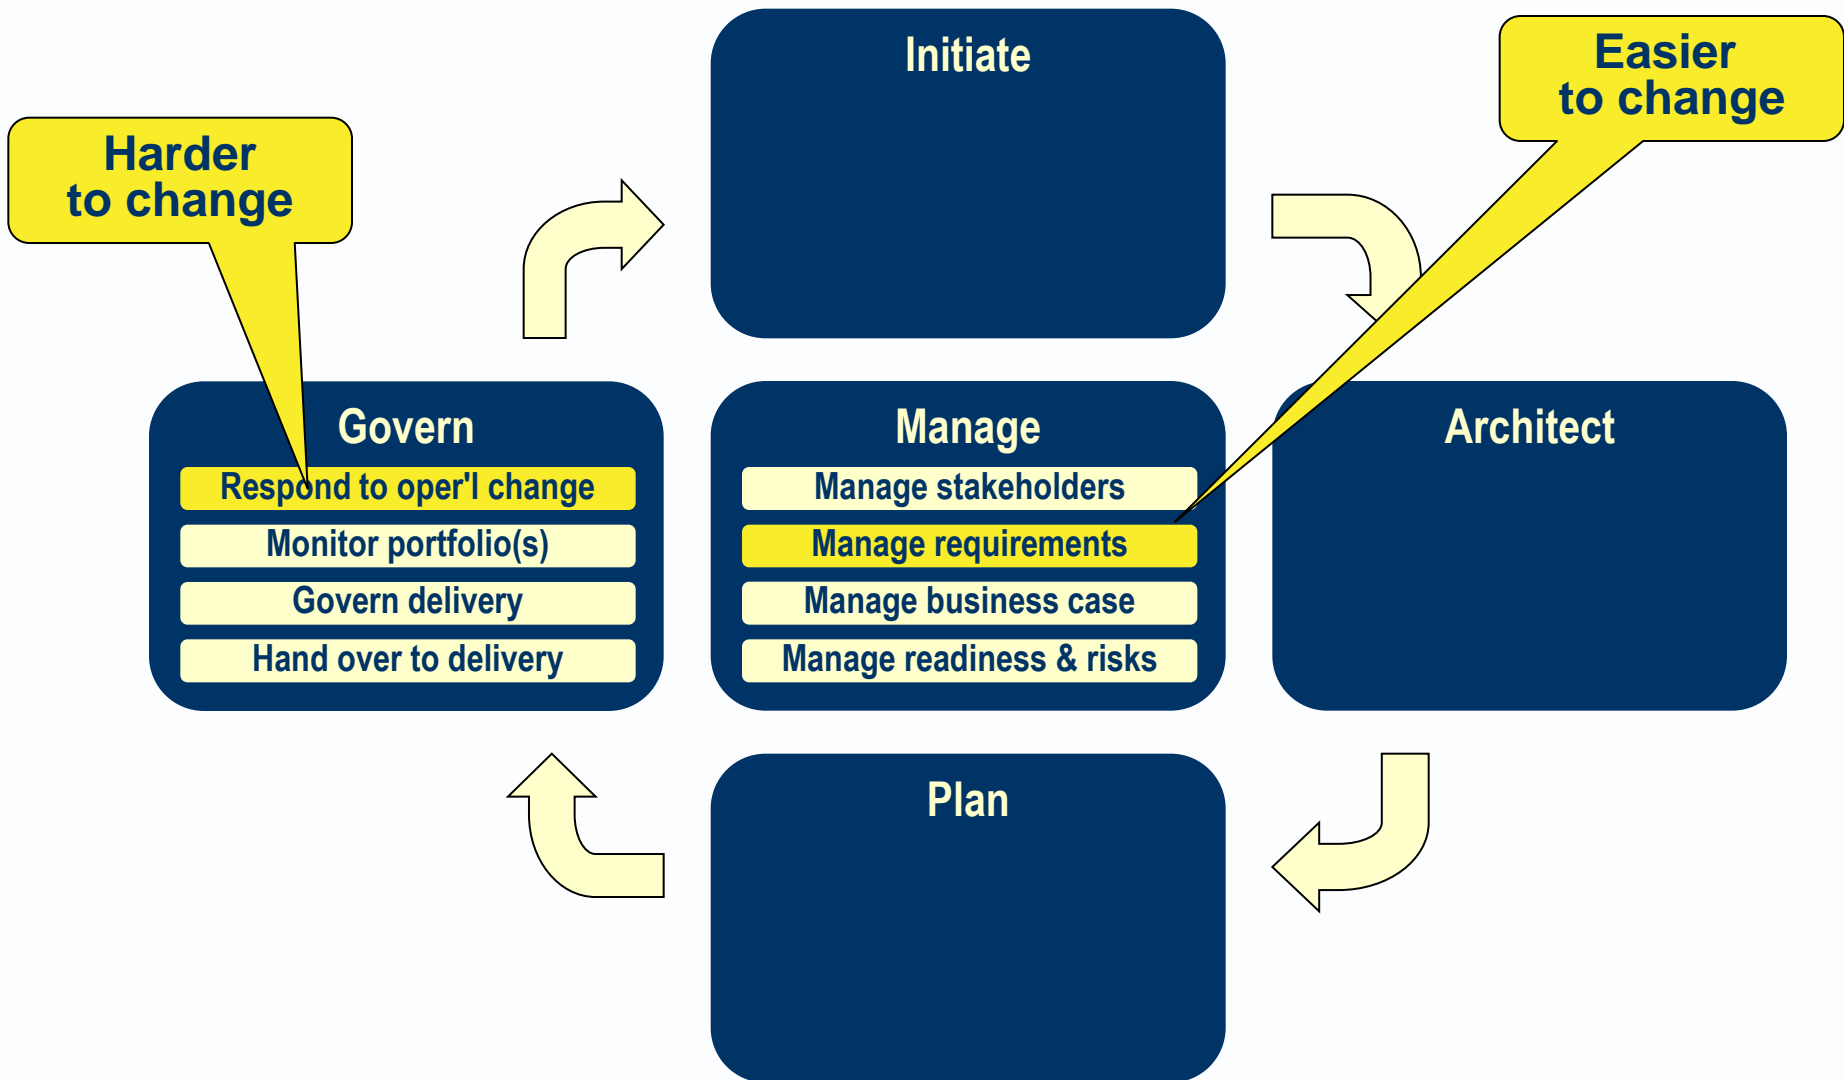 Initiate
Easier
to change
Harder
to change
Govern
Respond to oper'l change
Monitor portfolio(s)
Govern delivery
Hand over to delivery
Manage
Manage stakeholders
Manage requirements
Manage business case
Manage readiness & risks
Architect
Plan